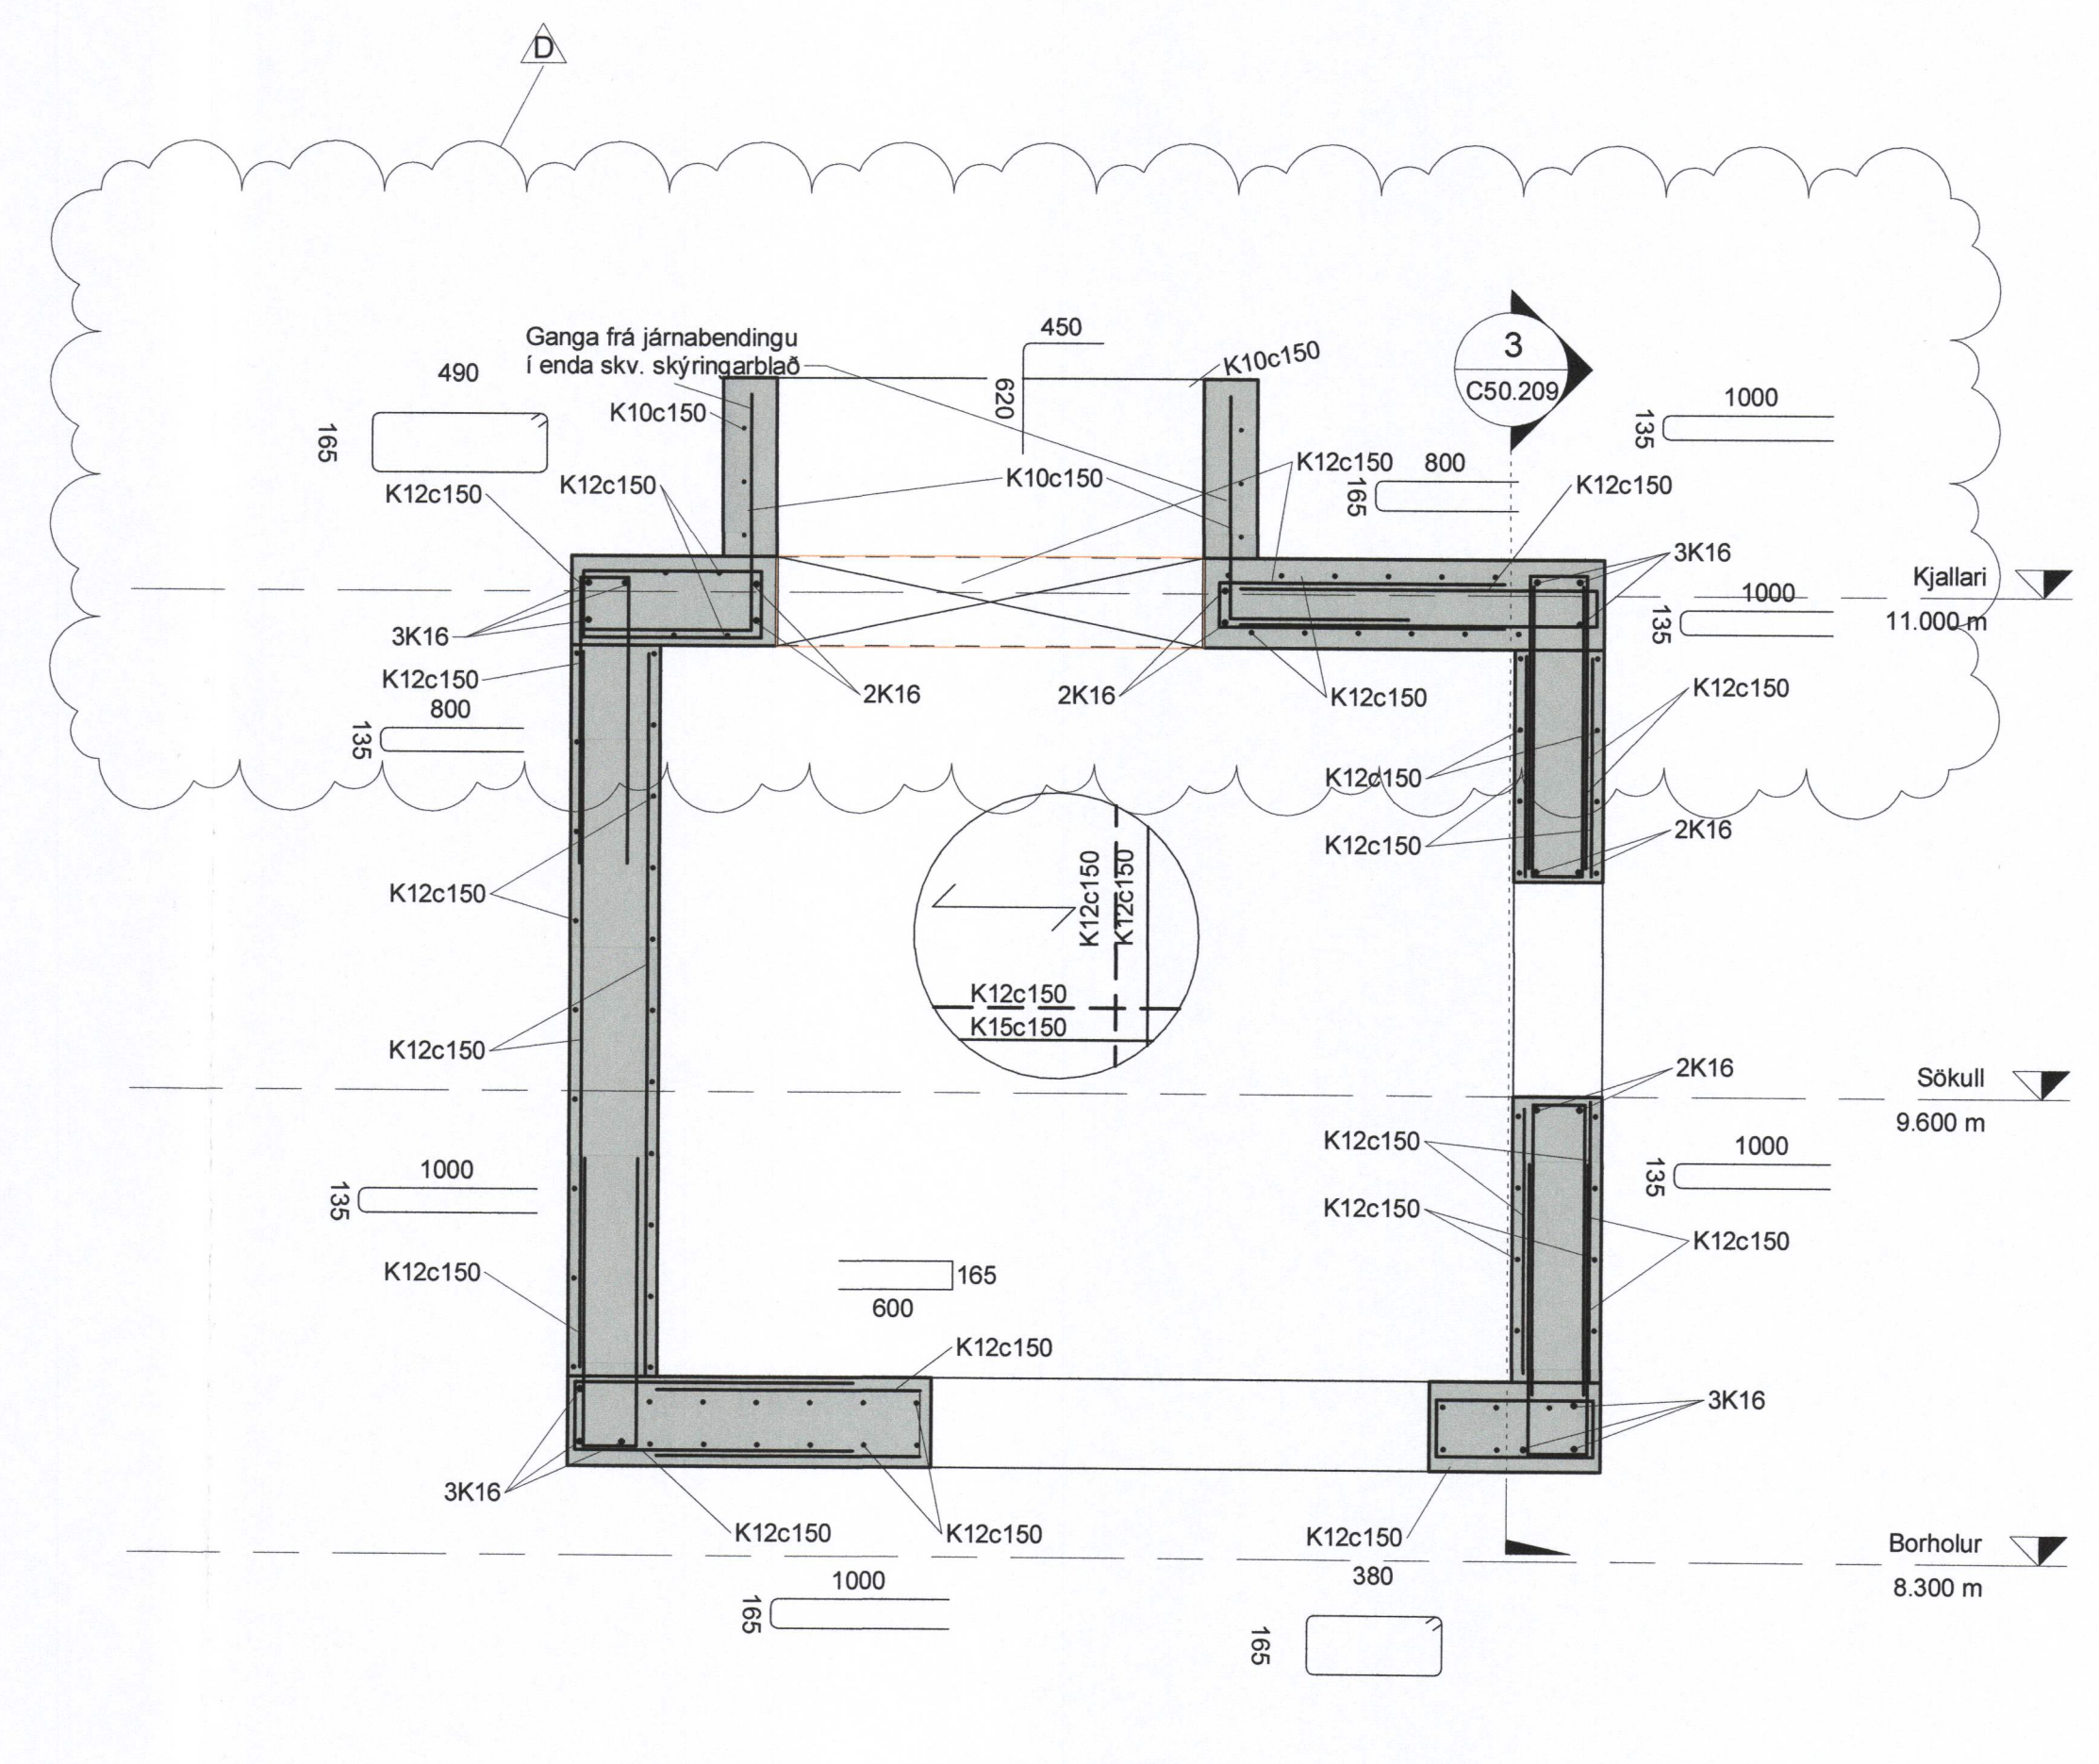 D
Ganga frá járnabendingu
í enda skv. skýringarblað
450
K10c150
3
C50.209
490
165
K10c150
620
1000
135
K12c150
K12c150
K10c150
K12c150
800
165
K12c150
3K16
3K16
Kjallari
11.000 m
1000
135
K12c150
2K16
2K16
K12c150
K12c150
800
135
K12c150
K12c150
2K16
K12c150
K12c150
K12c150
K12c150
K15c150
K12c150
2K16
Sökull
9.600 m
K12c150
1000
135
1000
135
K12c150
K12c150
K12c150
165
600
K12c150
3K16
3K16
K12c150
K12c150
K12c150
Borholur
8.300 m
1000
165
380
165